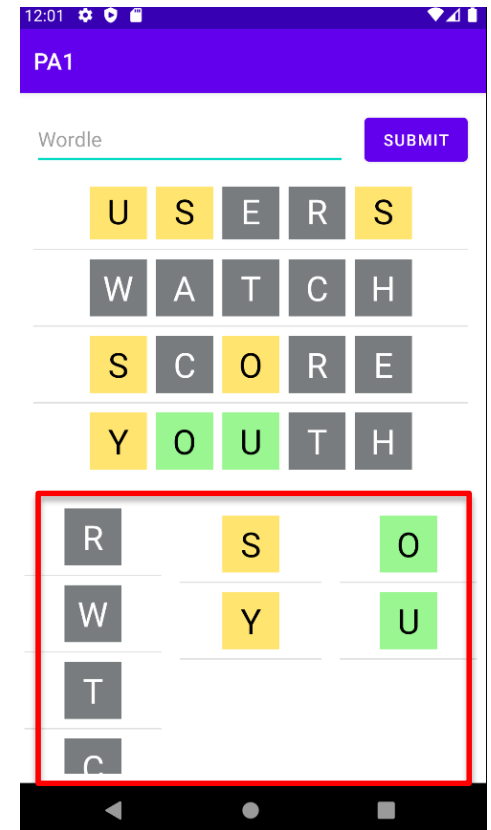 12:01
PA1
Wordle SUBMIT
U S E R S
W A T C H
S C O R E
Y O U T H
R S O
W Y U
T
C